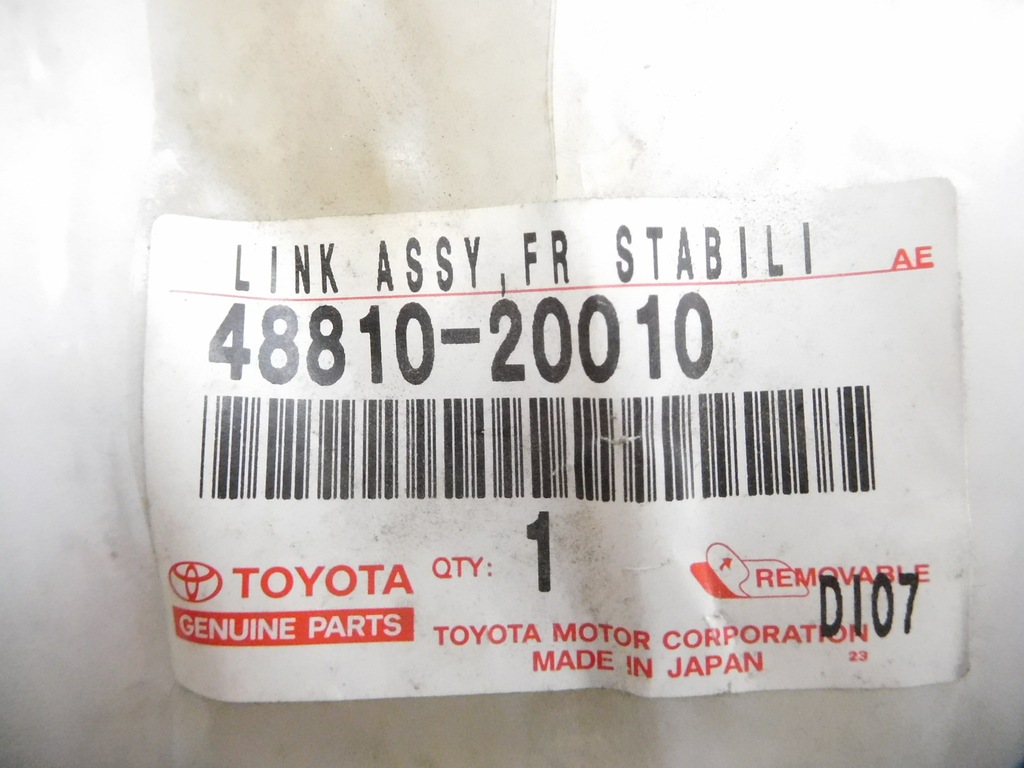 LINK ASSY,FR STABILI
AE
48810-20010
QTY: 1
TOYOTA
GENUINE PARTS
REMOVABLE
DI07
TOYOTA MOTOR CORPORATION
MADE IN JAPAN
23